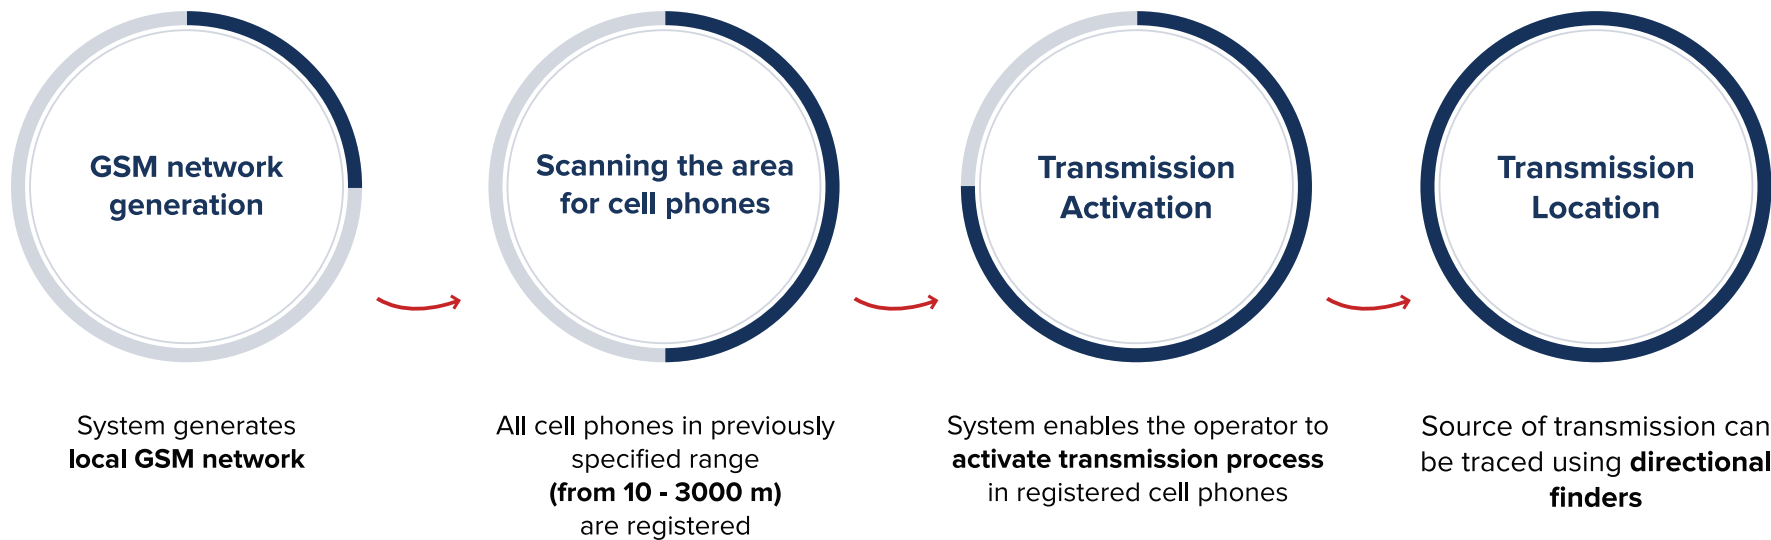 GSM network
generation
Scanning the area
for cell phones
Transmission
Activation
Transmission
Location
System generates
local GSM network
All cell phones in previously
specified range
(from 10 - 3000 m)
are registered
System enables the operator to
activate transmission process
in registered cell phones
Source of transmission can
be traced using directional
finders